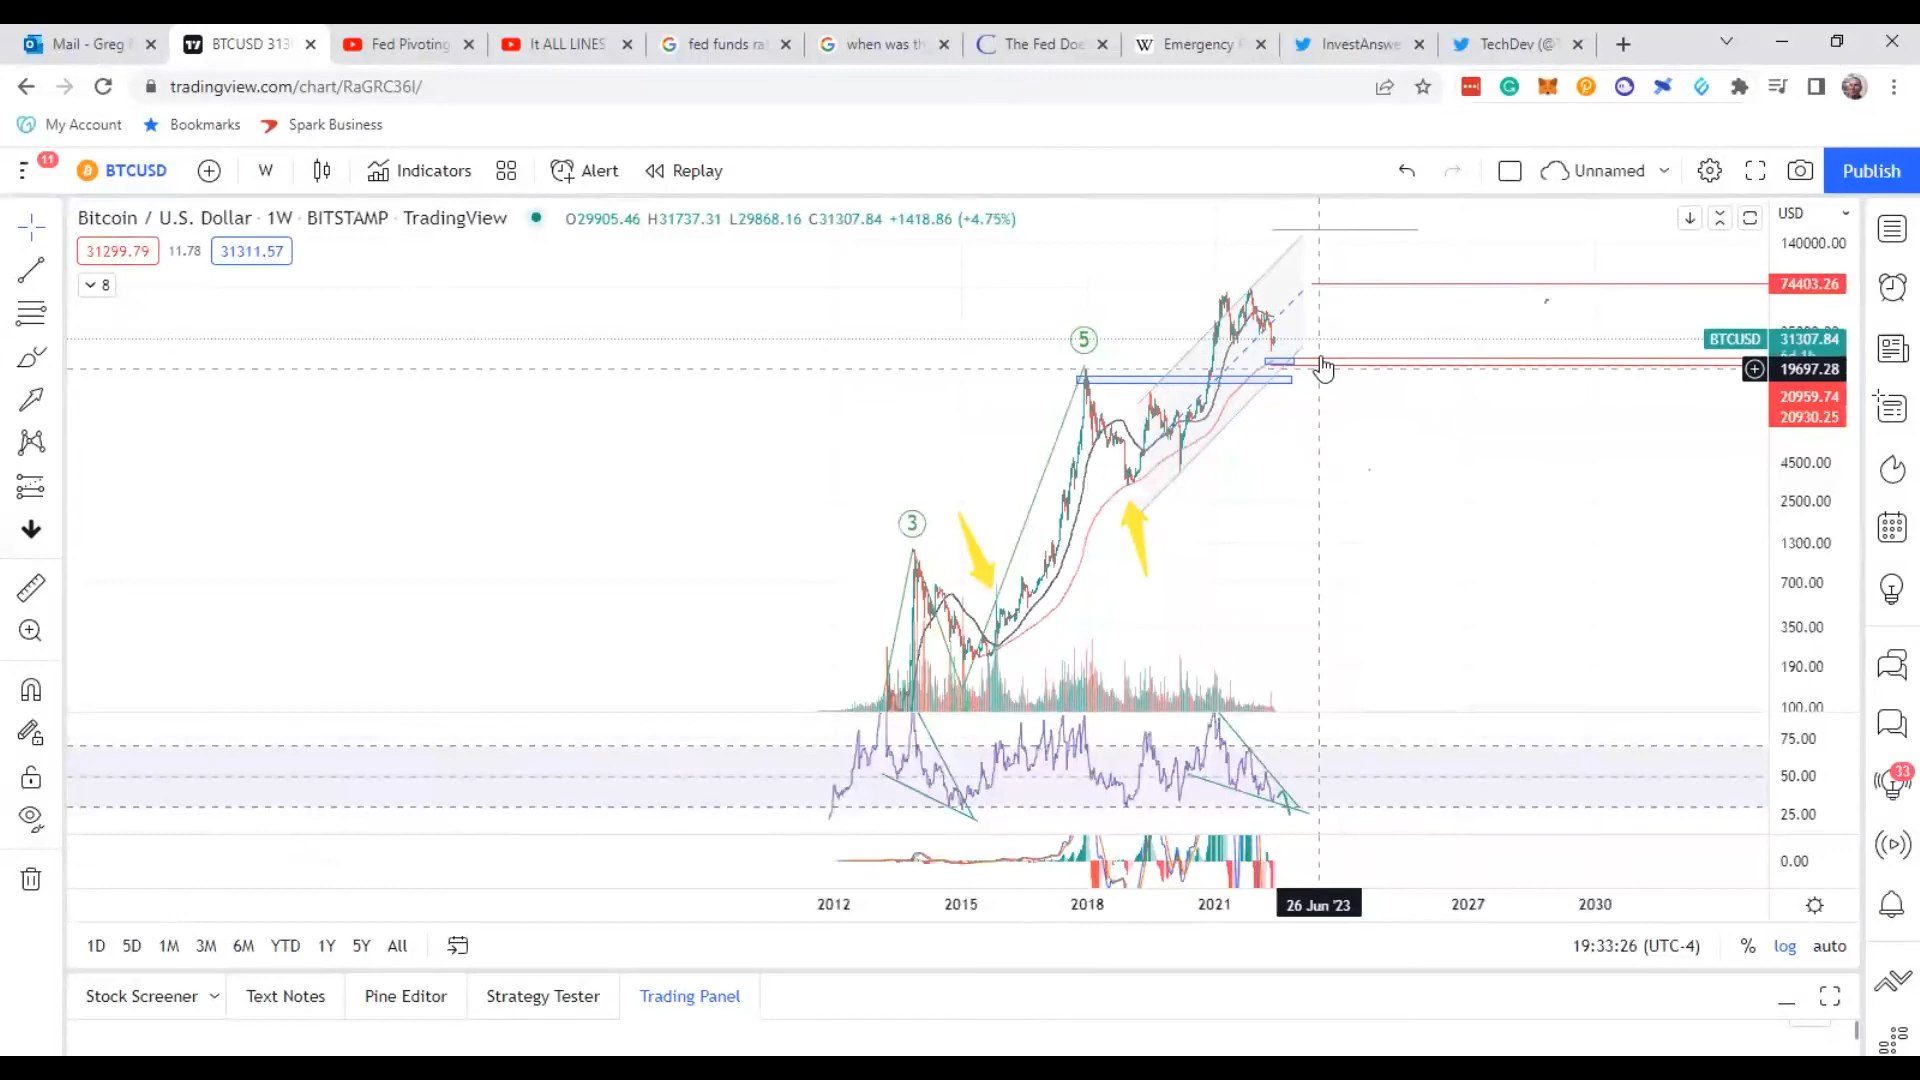 Mail - Greg
BTCUSD 313
Fed Pivoting
It ALL LINES
fed funds ra
when was th
The Fed Doe
W Emergency
InvestAnswe
TechDev (@
tradingview.com/chart/RaGRC36I/
My Account
Bookmarks
Spark Business
11
BTCUSD
W
Indicators
Alert
Replay
Unnamed
Publish
Bitcoin / U.S. Dollar · 1W · BITSTAMP · TradingView
O29905.46 H31737.31 L29868.16 C31307.84 +1418.86 (+4.75%)
USD
31299.79
11.78
31311.57
8
140000.00
74403.26
5
BTCUSD
31307.84
19697.28
20959.74
20930.25
4500.00
2500.00
3
1300.00
700.00
350.00
190.00
100.00
75.00
50.00
25.00
33
0.00
2012
2015
2018
2021
26 Jun '23
2027
2030
1D
5D
1M
3M
6M
YTD
1Y
5Y
All
19:33:26 (UTC-4)
%
log
auto
Stock Screener
Text Notes
Pine Editor
Strategy Tester
Trading Panel